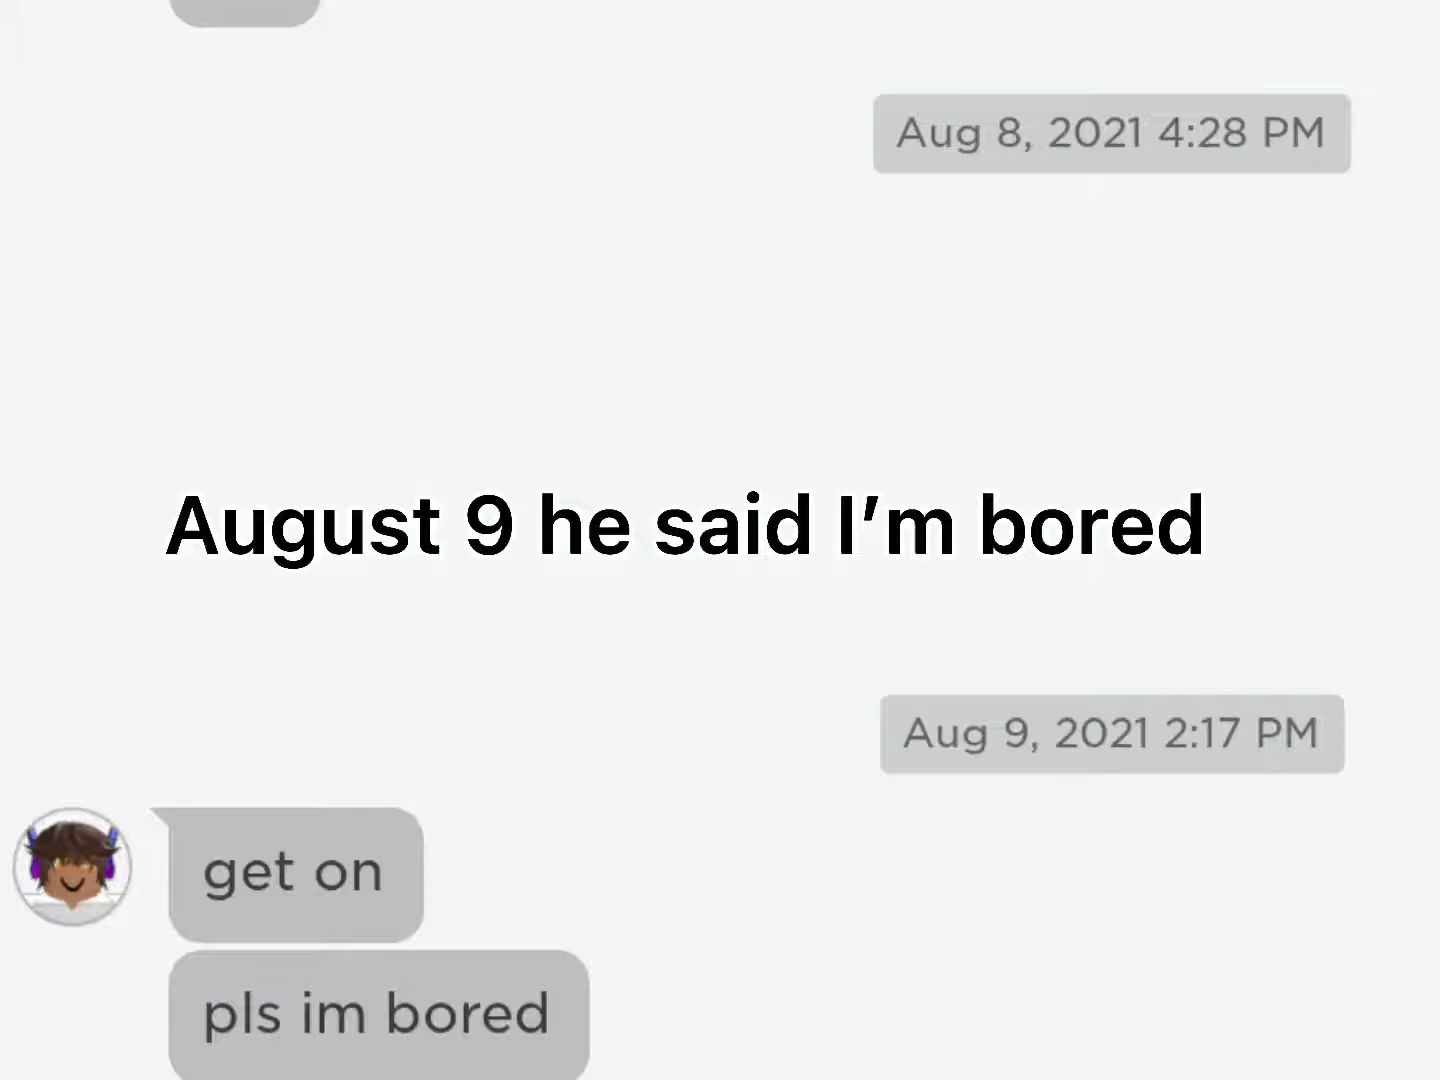 Aug 8, 2021 4:28 PM
August 9 he said I’m bored
Aug 9, 2021 2:17 PM
get on
pls im bored